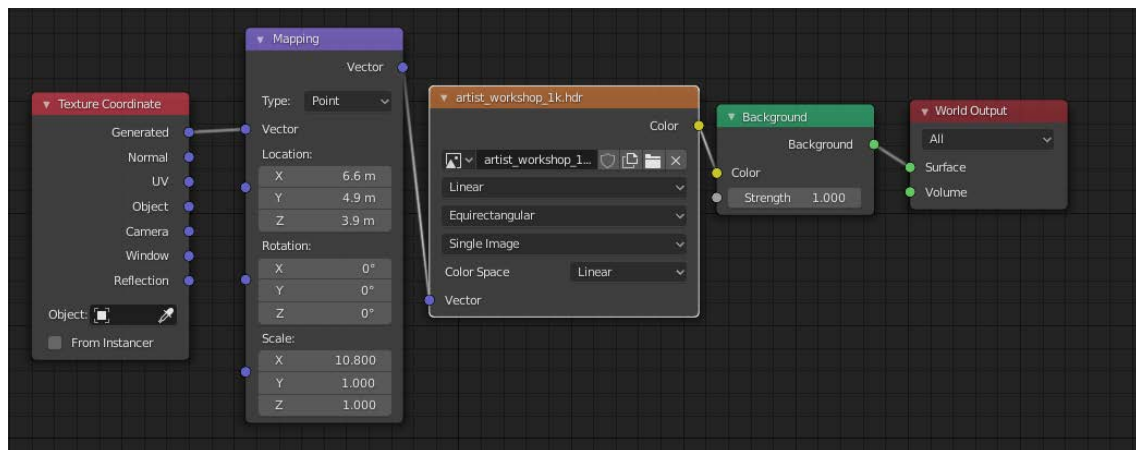 Texture Coordinate
Generated
Normal
UV
Object
Camera
Window
Reflection
Object:
From Instancer
Mapping
Vector
Type: Point
Vector
Location:
X 6.6 m
Y 4.9 m
Z 3.9 m
Rotation:
X 0°
Y 0°
Z 0°
Scale:
X 10.800
Y 1.000
Z 1.000
artist_workshop_1k.hdr
Color
artist_workshop_1...
Linear
Equirectangular
Single Image
Color Space Linear
Vector
Background
Background
Color
Strength 1.000
World Output
All
Surface
Volume